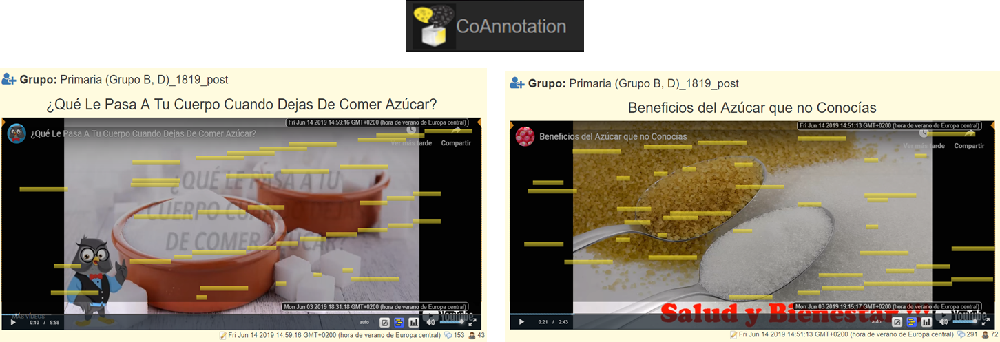 CoAnnotation
Grupo: Primaria (Grupo B, D)_1819_post
¿Qué Le Pasa A Tu Cuerpo Cuando Dejas De Comer Azúcar?
Fri Jun 14 2019 14:59:16 GMT+0200 (hora de verano de Europa central)
¿Qué Le Pasa A Tu Cuerpo Cuando Dejas De Comer Azúcar?
Ver más tarde Compartir
¿QUÉ LE PASA A TU
CUERPO CUANDO DEJAS
DE COMER AZÚCAR?
Mon Jun 03 2019 18:31:18 GMT+0200 (hora de verano de Europa central)
MÁS VÍDEOS
YouTube
0:10 / 5:58
auto
Fri Jun 14 2019 14:59:16 GMT+0200 (hora de verano de Europa central) 153 43
Grupo: Primaria (Grupo B, D)_1819_post
Beneficios del Azúcar que no Conocías
Fri Jun 14 2019 14:51:13 GMT+0200 (hora de verano de Europa central)
Beneficios del Azúcar que no Conocías
Ver más tarde Compartir
Mon Jun 03 2019 19:15:17 GMT+0200 (hora de verano de Europa central)
Salud y Bienestar
YouTube
0:21 / 2:43
auto
Fri Jun 14 2019 14:51:13 GMT+0200 (hora de verano de Europa central) 291 72